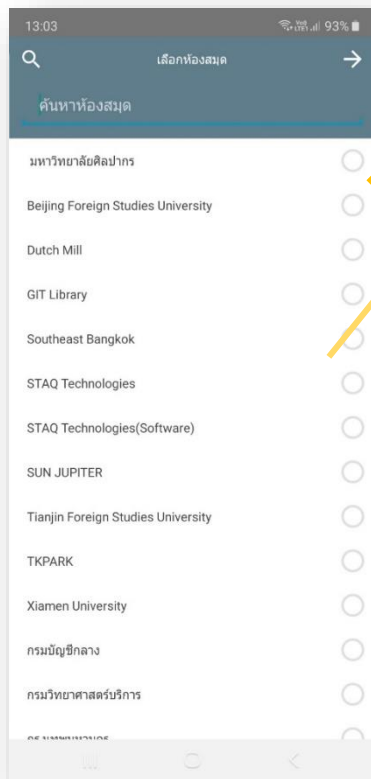 13:03
93%
เลือกห้องสมุด
ค้นหาห้องสมุด
มหาวิทยาลัยศิลปากร
Beijing Foreign Studies University
Dutch Mill
GIT Library
Southeast Bangkok
STAQ Technologies
STAQ Technologies(Software)
SUN JUPITER
Tianjin Foreign Studies University
TKPARK
Xiamen University
กรมบัญชีกลาง
กรมวิทยาศาสตร์บริการ